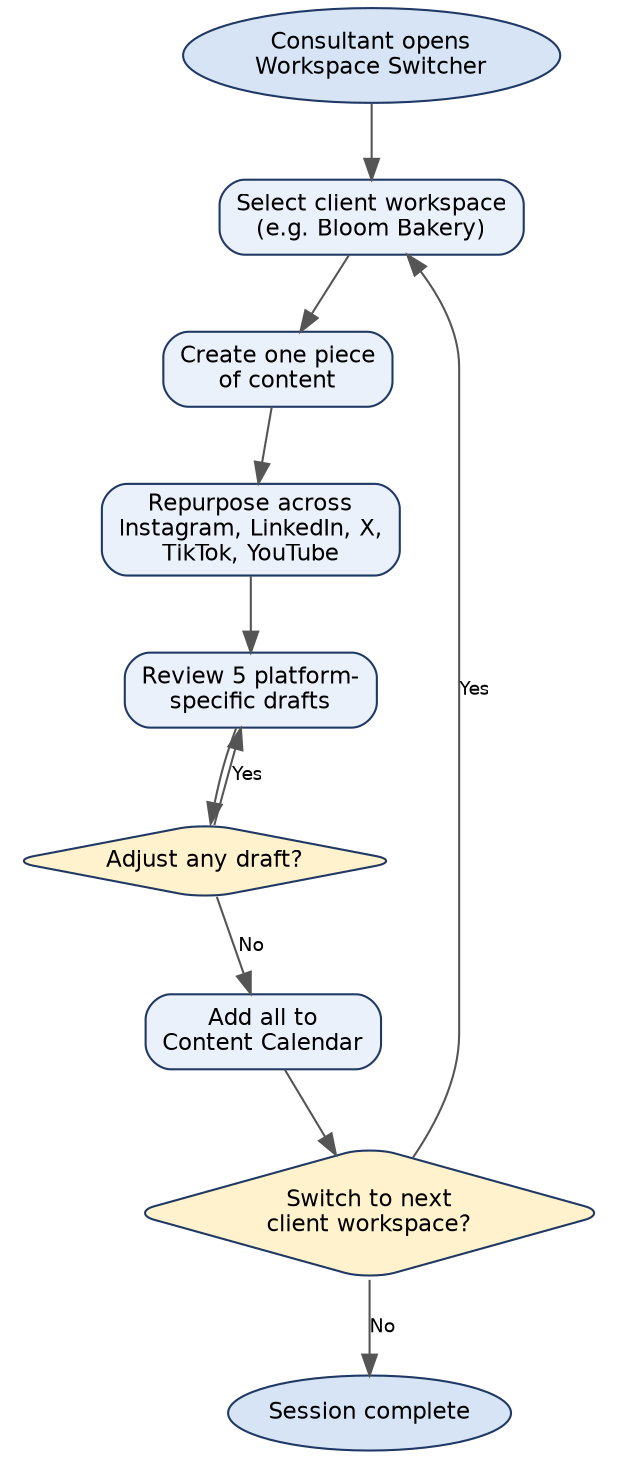 Consultant opens
Workspace Switcher
Select client workspace
(e.g. Bloom Bakery)
Create one piece
of content
Repurpose across
Instagram, LinkedIn, X,
TikTok, YouTube
Review 5 platform-
specific drafts
Yes
Adjust any draft?
No
Add all to
Content Calendar
Yes
Switch to next
client workspace?
No
Session complete